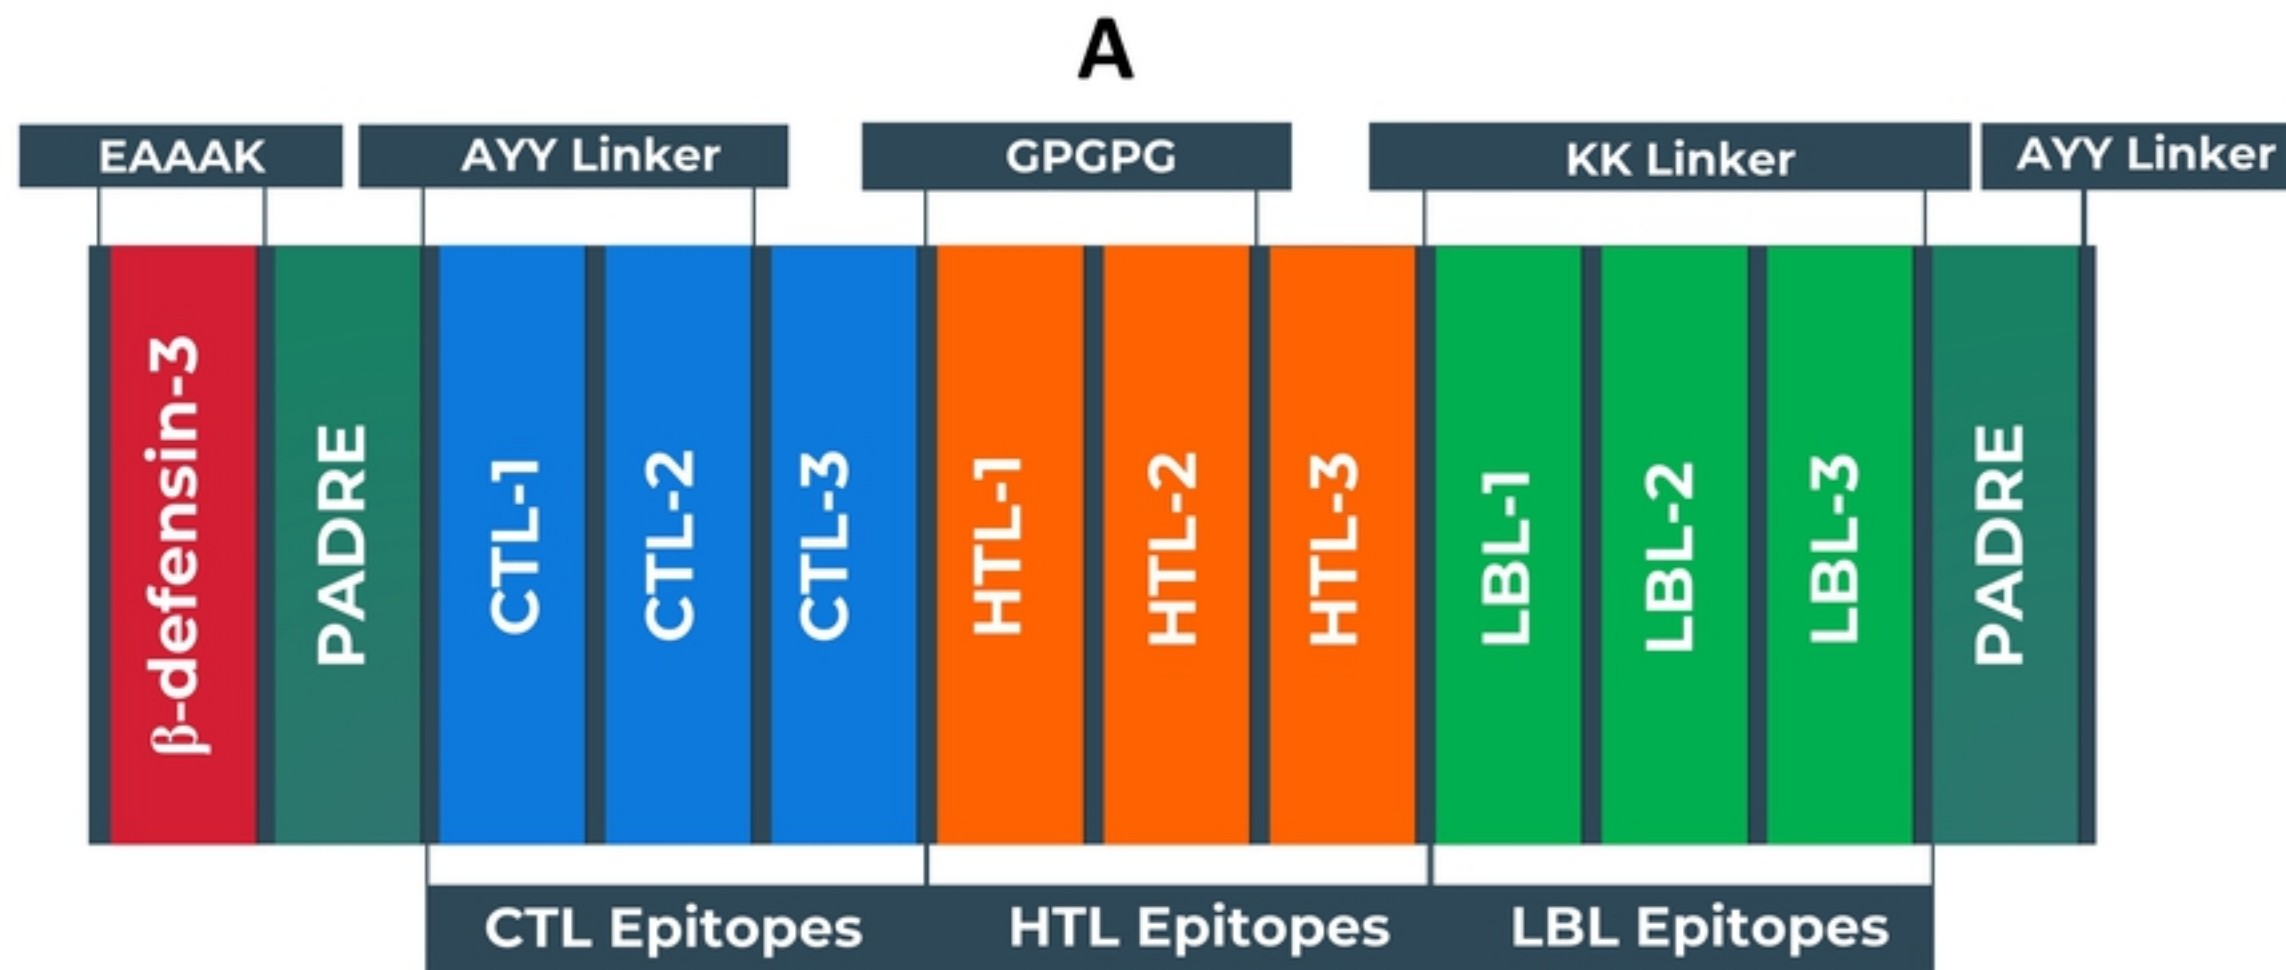 A
EAAAK
AYY Linker
GPGPG
KK Linker
AYY Linker
β-defensin-3
PADRE
CTL-1
CTL-2
CTL-3
HTL-1
HTL-2
HTL-3
LBL-1
LBL-2
LBL-3
PADRE
CTL Epitopes
HTL Epitopes
LBL Epitopes